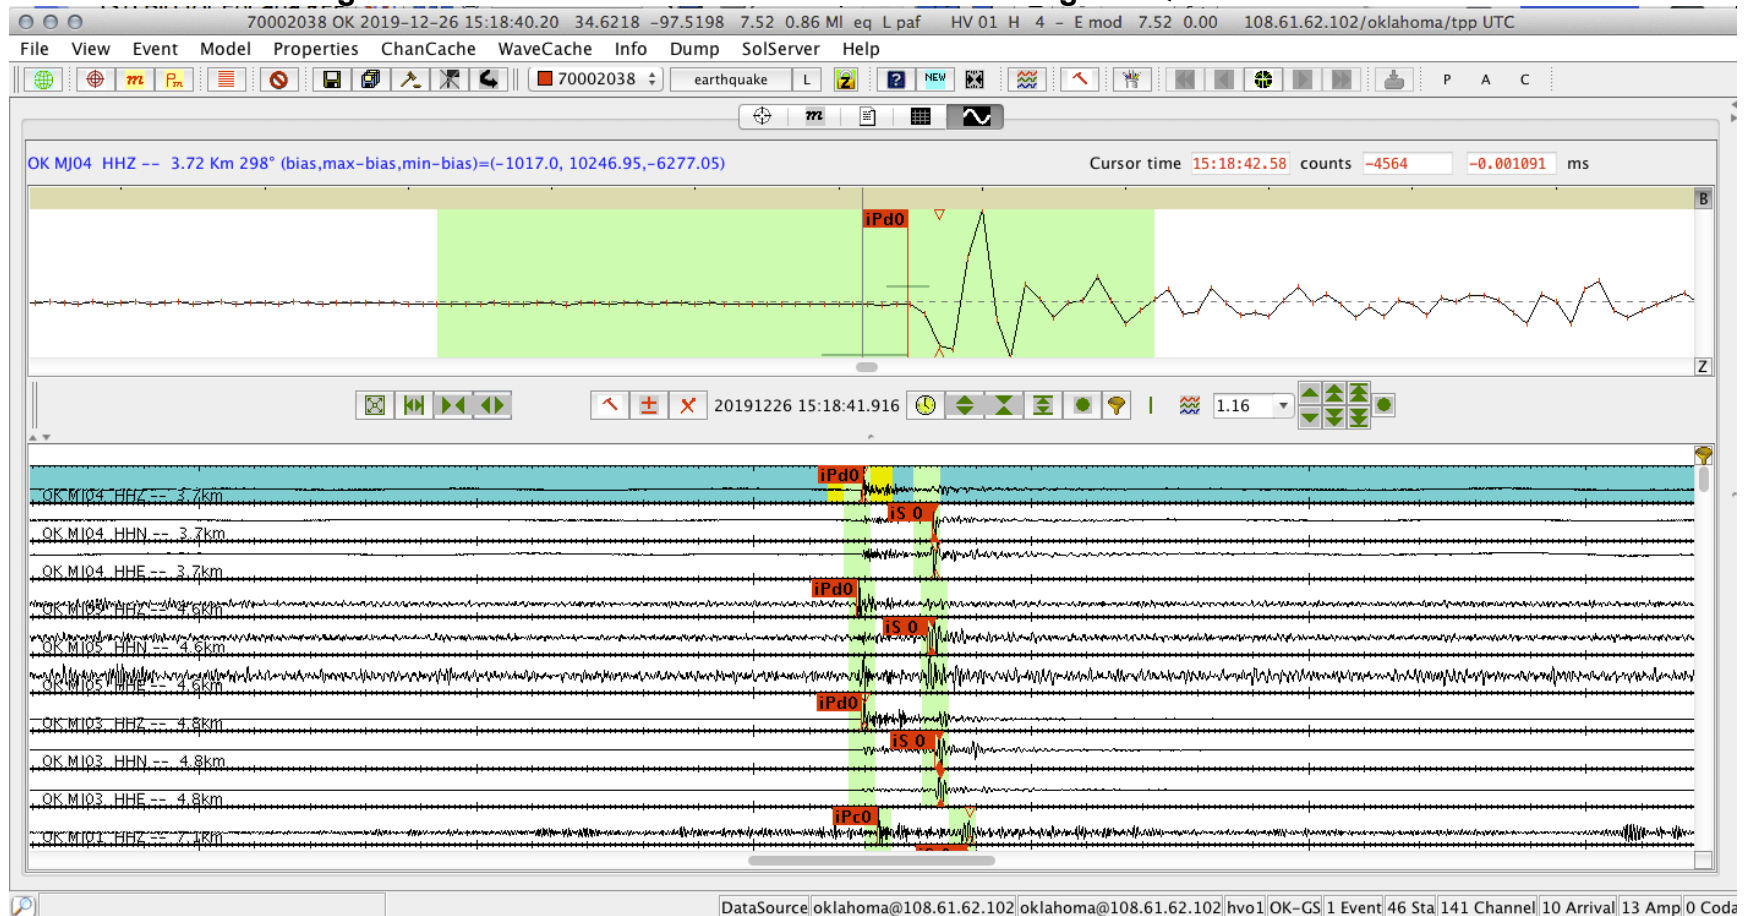 70002038 OK 2019-12-26 15:18:40.20 34.6218 -97.5198 7.52 0.86 Ml eq L paf HV 01 H 4 - E mod 7.52 0.00 108.61.62.102/oklahoma/tpp UTC
File View Event Model Properties ChanCache WaveCache Info Dump SolServer Help
m Pm 70002038 earthquake L Z ? NEW P A C
m
OK MJ04 HHZ -- 3.72 Km 298° (bias,max-bias,min-bias)=(-1017.0, 10246.95,-6277.05) Cursor time 15:18:42.58 counts -4564 -0.001091 ms
B
iPd0
Z
20191226 15:18:41.916 1.16
iPd0
OK MJ04 HHZ -- 3.7km
iS 0
OK MJ04 HHN -- 3.7km
OK MJ04 HHE -- 3.7km
iPd0
OK MJ05 HHZ -- 4.6km
iS 0
OK MJ05 HHN -- 4.6km
OK MJ05 HHE -- 4.6km
iPd0
OK MJ03 HHZ -- 4.8km
iS 0
OK MJ03 HHN -- 4.8km
OK MJ03 HHE -- 4.8km
iPc0
OK MJ01 HHZ -- 7.1km
DataSource oklahoma@108.61.62.102 oklahoma@108.61.62.102 hvo1 OK-GS 1 Event 46 Sta 141 Channel 10 Arrival 13 Amp 0 Coda